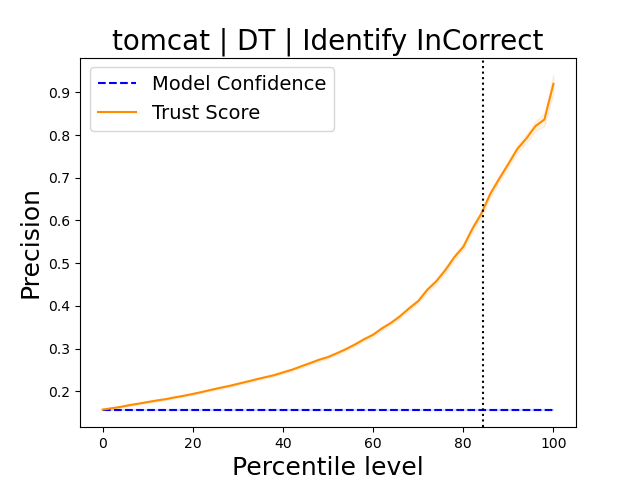 tomcat | DT | Identify InCorrect
Model Confidence
Trust Score
Precision
0.9
0.8
0.7
0.6
0.5
0.4
0.3
0.2
0 20 40 60 80 100
Percentile level